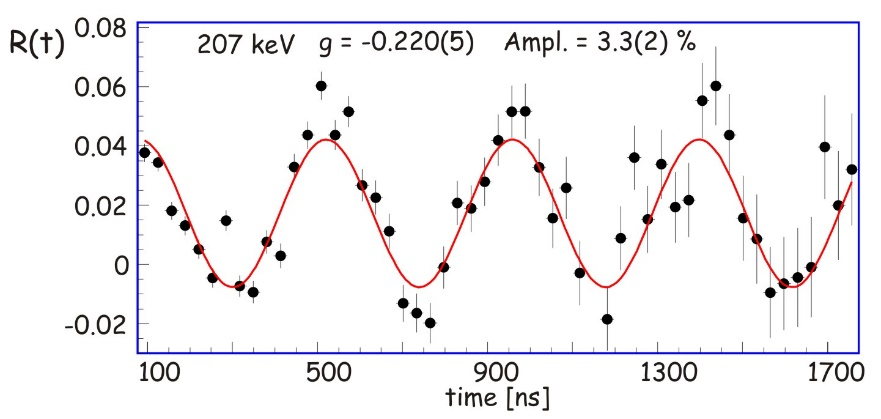 R(t)
207 keV g = -0.220(5) Ampl. = 3.3(2) %
0.08
0.06
0.04
0.02
0
-0.02
100 500 900 1300 1700
time [ns]